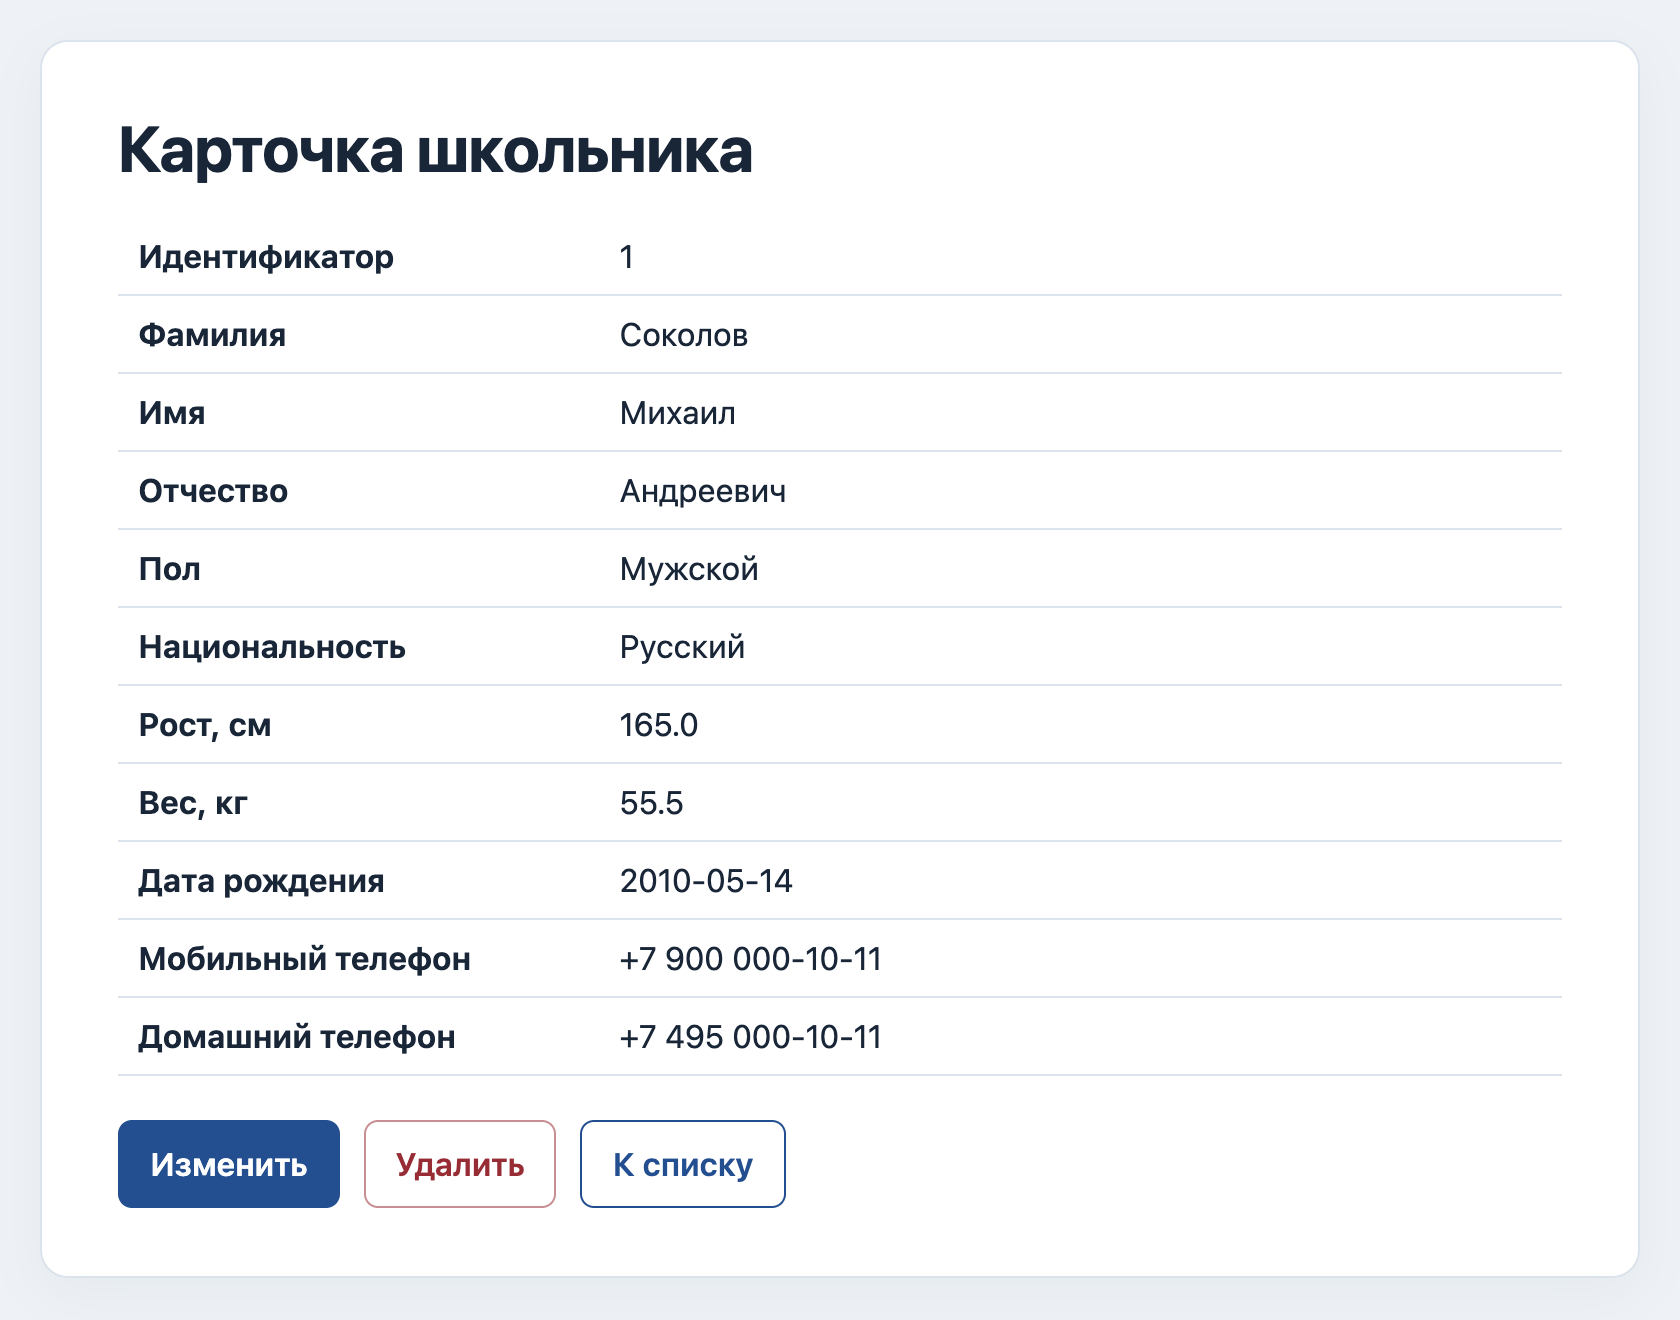 Карточка школьника
Идентификатор 1
Фамилия Соколов
Имя Михаил
Отчество Андреевич
Пол Мужской
Национальность Русский
Рост, см 165.0
Вес, кг 55.5
Дата рождения 2010-05-14
Мобильный телефон +7 900 000-10-11
Домашний телефон +7 495 000-10-11
Изменить Удалить К списку